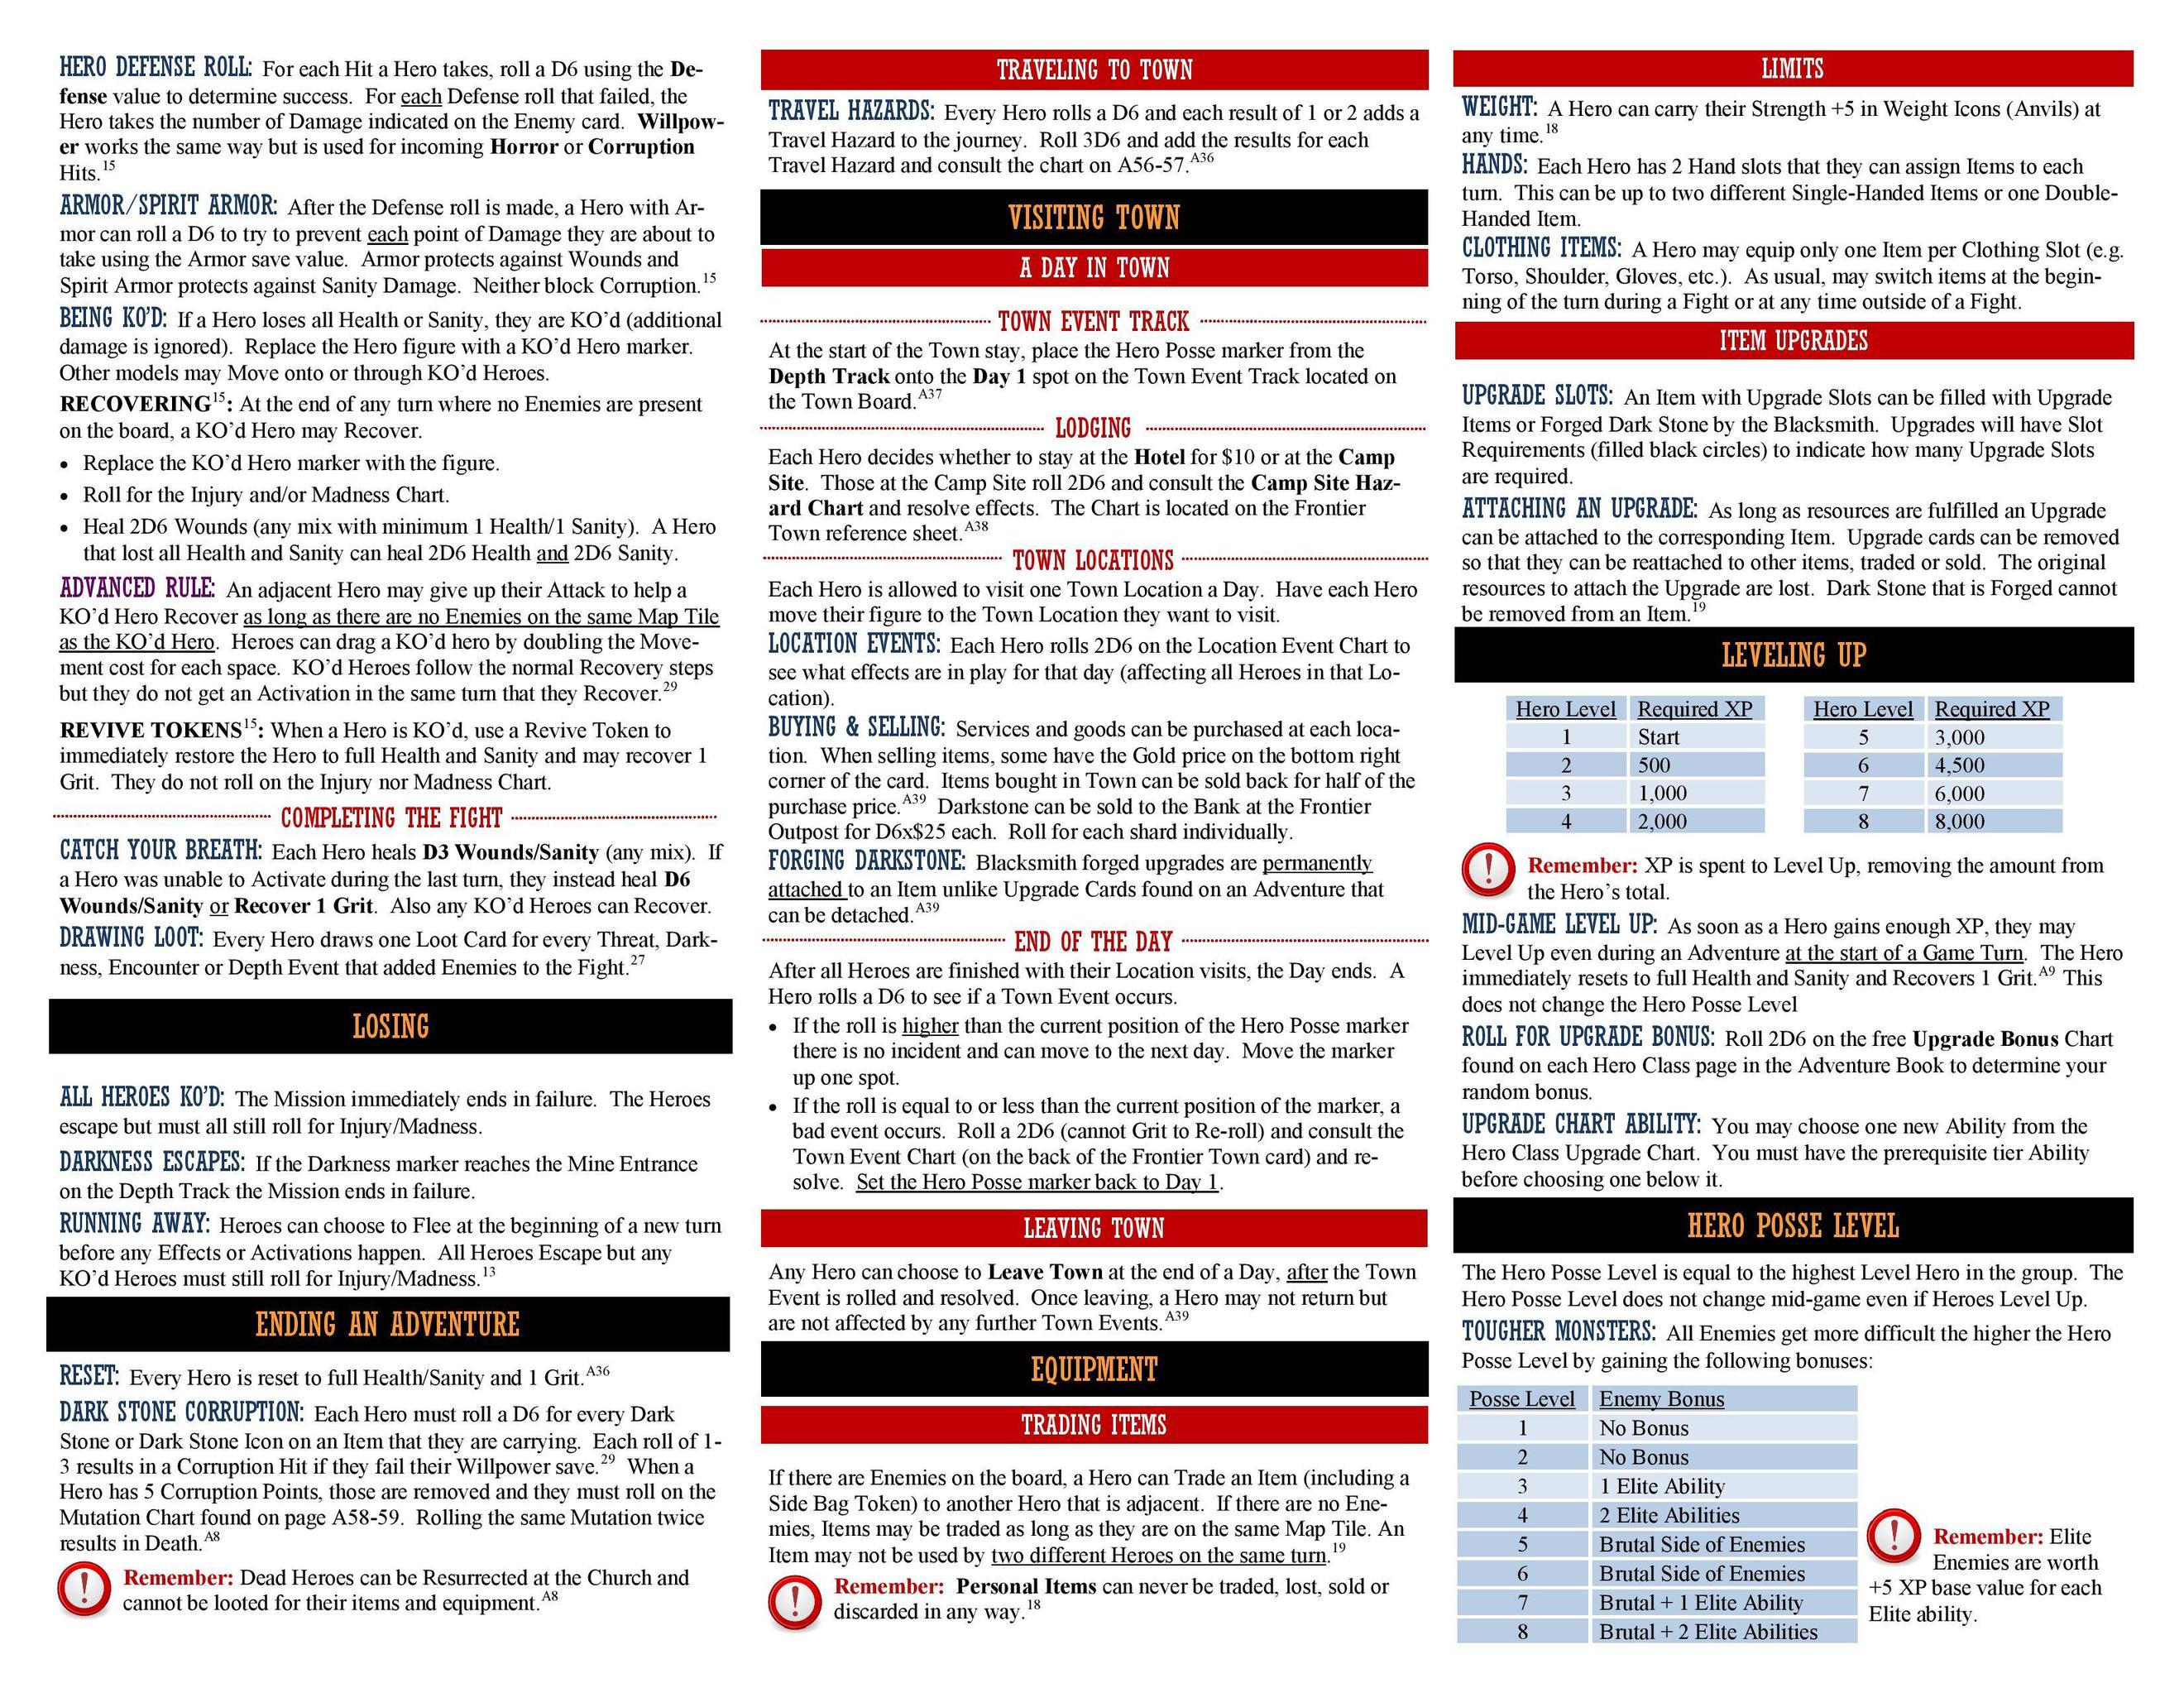 HERO DEFENSE ROLL: For each Hit a Hero takes, roll a D6 using the De-
fense value to determine success. For each Defense roll that failed, the
Hero takes the number of Damage indicated on the Enemy card. Willpow-
er works the same way but is used for incoming Horror or Corruption
Hits.15
ARMOR/SPIRIT ARMOR: After the Defense roll is made, a Hero with Ar-
mor can roll a D6 to try to prevent each point of Damage they are about to
take using the Armor save value. Armor protects against Wounds and
Spirit Armor protects against Sanity Damage. Neither block Corruption.15
BEING KO'D: If a Hero loses all Health or Sanity, they are KO'd (additional
damage is ignored). Replace the Hero figure with a KO'd Hero marker.
Other models may Move onto or through KO'd Heroes.
RECOVERING15: At the end of any turn where no Enemies are present
on the board, a KO'd Hero may Recover.
• Replace the KO'd Hero marker with the figure.
• Roll for the Injury and/or Madness Chart.
• Heal 2D6 Wounds (any mix with minimum 1 Health/1 Sanity). A Hero
that lost all Health and Sanity can heal 2D6 Health and 2D6 Sanity.
ADVANCED RULE: An adjacent Hero may give up their Attack to help a
KO'd Hero Recover as long as there are no Enemies on the same Map Tile
as the KO'd Hero. Heroes can drag a KO'd hero by doubling the Move-
ment cost for each space. KO'd Heroes follow the normal Recovery steps
but they do not get an Activation in the same turn that they Recover.29
REVIVE TOKENS15: When a Hero is KO'd, use a Revive Token to
immediately restore the Hero to full Health and Sanity and may recover 1
Grit. They do not roll on the Injury nor Madness Chart.
COMPLETING THE FIGHT
CATCH YOUR BREATH: Each Hero heals D3 Wounds/Sanity (any mix). If
a Hero was unable to Activate during the last turn, they instead heal D6
Wounds/Sanity or Recover 1 Grit. Also any KO'd Heroes can Recover.
DRAWING LOOT: Every Hero draws one Loot Card for every Threat, Dark-
ness, Encounter or Depth Event that added Enemies to the Fight.27
LOSING
ALL HEROES KO'D: The Mission immediately ends in failure. The Heroes
escape but must all still roll for Injury/Madness.
DARKNESS ESCAPES: If the Darkness marker reaches the Mine Entrance
on the Depth Track the Mission ends in failure.
RUNNING AWAY: Heroes can choose to Flee at the beginning of a new turn
before any Effects or Activations happen. All Heroes Escape but any
KO'd Heroes must still roll for Injury/Madness.13
ENDING AN ADVENTURE
RESET: Every Hero is reset to full Health/Sanity and 1 Grit.A36
DARK STONE CORRUPTION: Each Hero must roll a D6 for every Dark
Stone or Dark Stone Icon on an Item that they are carrying. Each roll of 1-
3 results in a Corruption Hit if they fail their Willpower save.29 When a
Hero has 5 Corruption Points, those are removed and they must roll on the
Mutation Chart found on page A58-59. Rolling the same Mutation twice
results in Death.A8
Remember: Dead Heroes can be Resurrected at the Church and
cannot be looted for their items and equipment.A8
TRAVELING TO TOWN
TRAVEL HAZARDS: Every Hero rolls a D6 and each result of 1 or 2 adds a
Travel Hazard to the journey. Roll 3D6 and add the results for each
Travel Hazard and consult the chart on A56-57.A36
VISITING TOWN
A DAY IN TOWN
TOWN EVENT TRACK
At the start of the Town stay, place the Hero Posse marker from the
Depth Track onto the Day 1 spot on the Town Event Track located on
the Town Board.A37
LODGING
Each Hero decides whether to stay at the Hotel for $10 or at the Camp
Site. Those at the Camp Site roll 2D6 and consult the Camp Site Haz-
ard Chart and resolve effects. The Chart is located on the Frontier
Town reference sheet.A38
TOWN LOCATIONS
Each Hero is allowed to visit one Town Location a Day. Have each Hero
move their figure to the Town Location they want to visit.
LOCATION EVENTS: Each Hero rolls 2D6 on the Location Event Chart to
see what effects are in play for that day (affecting all Heroes in that Lo-
cation).
BUYING & SELLING: Services and goods can be purchased at each loca-
tion. When selling items, some have the Gold price on the bottom right
corner of the card. Items bought in Town can be sold back for half of the
purchase price.A39 Darkstone can be sold to the Bank at the Frontier
Outpost for D6x$25 each. Roll for each shard individually.
FORGING DARKSTONE: Blacksmith forged upgrades are permanently
attached to an Item unlike Upgrade Cards found on an Adventure that
can be detached.A39
END OF THE DAY
After all Heroes are finished with their Location visits, the Day ends. A
Hero rolls a D6 to see if a Town Event occurs.
• If the roll is higher than the current position of the Hero Posse marker
there is no incident and can move to the next day. Move the marker
up one spot.
• If the roll is equal to or less than the current position of the marker, a
bad event occurs. Roll a 2D6 (cannot Grit to Re-roll) and consult the
Town Event Chart (on the back of the Frontier Town card) and re-
solve. Set the Hero Posse marker back to Day 1.
LEAVING TOWN
Any Hero can choose to Leave Town at the end of a Day, after the Town
Event is rolled and resolved. Once leaving, a Hero may not return but
are not affected by any further Town Events.A39
EQUIPMENT
TRADING ITEMS
If there are Enemies on the board, a Hero can Trade an Item (including a
Side Bag Token) to another Hero that is adjacent. If there are no Ene-
mies, Items may be traded as long as they are on the same Map Tile. An
Item may not be used by two different Heroes on the same turn.19
Remember: Personal Items can never be traded, lost, sold or
discarded in any way.18
LIMITS
WEIGHT: A Hero can carry their Strength +5 in Weight Icons (Anvils) at
any time.18
HANDS: Each Hero has 2 Hand slots that they can assign Items to each
turn. This can be up to two different Single-Handed Items or one Double-
Handed Item.
CLOTHING ITEMS: A Hero may equip only one Item per Clothing Slot (e.g.
Torso, Shoulder, Gloves, etc.). As usual, may switch items at the begin-
ning of the turn during a Fight or at any time outside of a Fight.
ITEM UPGRADES
UPGRADE SLOTS: An Item with Upgrade Slots can be filled with Upgrade
Items or Forged Dark Stone by the Blacksmith. Upgrades will have Slot
Requirements (filled black circles) to indicate how many Upgrade Slots
are required.
ATTACHING AN UPGRADE: As long as resources are fulfilled an Upgrade
can be attached to the corresponding Item. Upgrade cards can be removed
so that they can be reattached to other items, traded or sold. The original
resources to attach the Upgrade are lost. Dark Stone that is Forged cannot
be removed from an Item.19
LEVELING UP
Hero Level Required XP Hero Level Required XP
1 Start 5 3,000
2 500 6 4,500
3 1,000 7 6,000
4 2,000 8 8,000
Remember: XP is spent to Level Up, removing the amount from
the Hero's total.
MID-GAME LEVEL UP: As soon as a Hero gains enough XP, they may
Level Up even during an Adventure at the start of a Game Turn. The Hero
immediately resets to full Health and Sanity and Recovers 1 Grit.A9 This
does not change the Hero Posse Level
ROLL FOR UPGRADE BONUS: Roll 2D6 on the free Upgrade Bonus Chart
found on each Hero Class page in the Adventure Book to determine your
random bonus.
UPGRADE CHART ABILITY: You may choose one new Ability from the
Hero Class Upgrade Chart. You must have the prerequisite tier Ability
before choosing one below it.
HERO POSSE LEVEL
The Hero Posse Level is equal to the highest Level Hero in the group. The
Hero Posse Level does not change mid-game even if Heroes Level Up.
TOUGHER MONSTERS: All Enemies get more difficult the higher the Hero
Posse Level by gaining the following bonuses:
Posse Level Enemy Bonus
1 No Bonus
2 No Bonus
3 1 Elite Ability
4 2 Elite Abilities
5 Brutal Side of Enemies
6 Brutal Side of Enemies
7 Brutal + 1 Elite Ability
8 Brutal + 2 Elite Abilities
Remember: Elite
Enemies are worth
+5 XP base value for each
Elite ability.